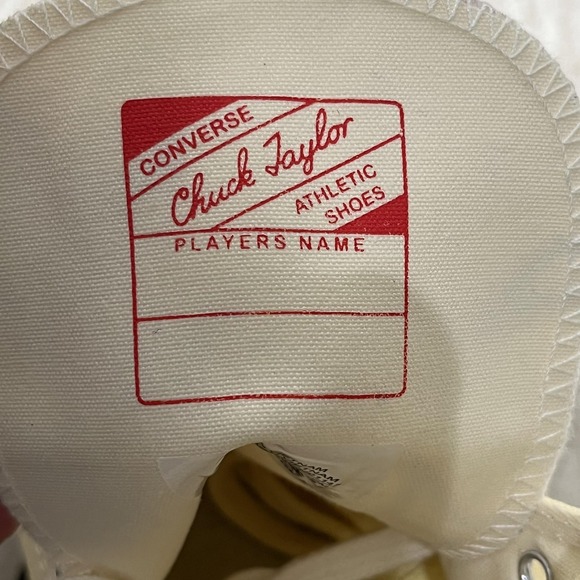 CONVERSE
Chuck Taylor
ATHLETIC
SHOES
PLAYERS NAME